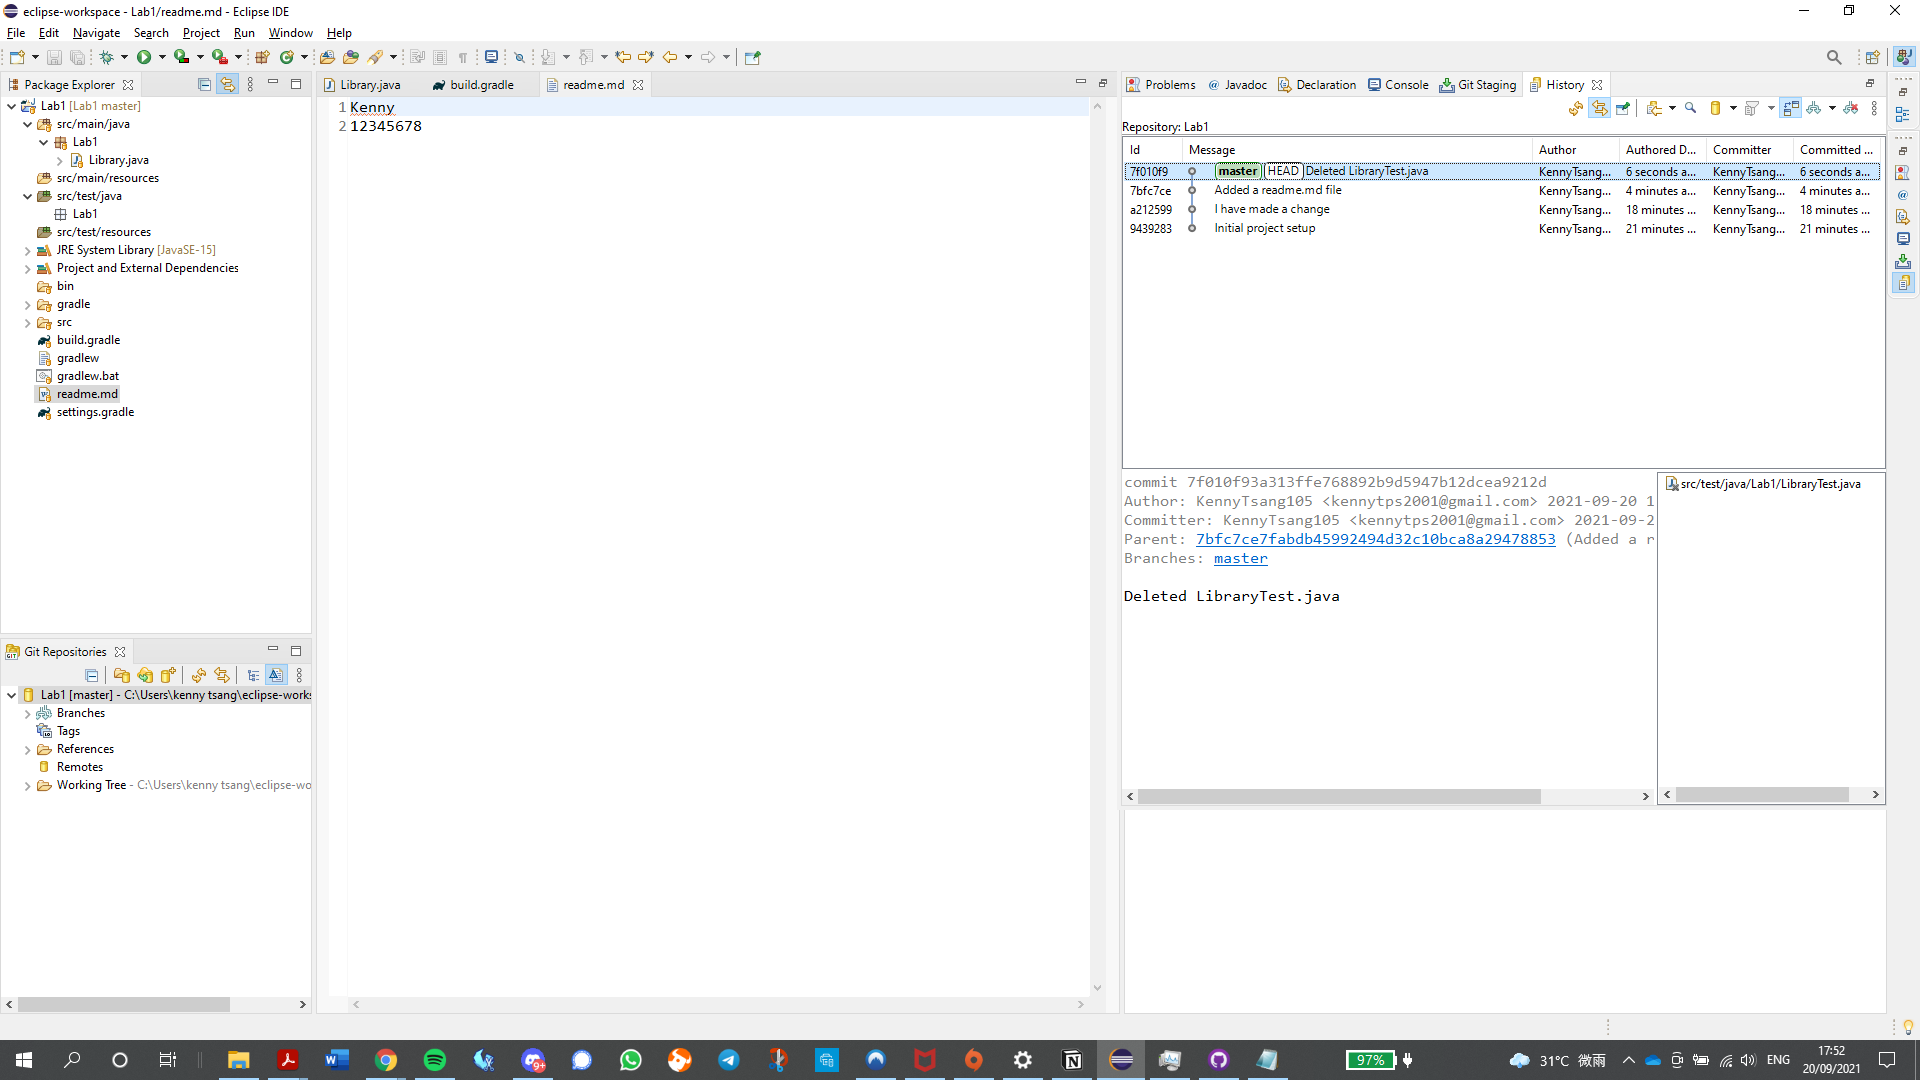 eclipse-workspace - Lab1/readme.md - Eclipse IDE
File Edit Navigate Search Project Run Window Help
Package Explorer
Lab1 [Lab1 master]
src/main/java
Lab1
Library.java
src/main/resources
src/test/java
Lab1
src/test/resources
JRE System Library [JavaSE-15]
Project and External Dependencies
bin
gradle
src
build.gradle
gradlew
gradlew.bat
readme.md
settings.gradle
Git Repositories
Lab1 [master] - C:\Users\kenny tsang\eclipse-works
Branches
Tags
References
Remotes
Working Tree - C:\Users\kenny tsang\eclipse-wo
Library.java build.gradle readme.md
1 Kenny
2 12345678
Problems Javadoc Declaration Console Git Staging History
Repository: Lab1
Id Message Author Authored D... Committer Committed ...
7f010f9 master HEAD Deleted LibraryTest.java KennyTsang... 6 seconds a... KennyTsang... 6 seconds a...
7bfc7ce Added a readme.md file KennyTsang... 4 minutes a... KennyTsang... 4 minutes a...
a212599 I have made a change KennyTsang... 18 minutes ... KennyTsang... 18 minutes ...
9439283 Initial project setup KennyTsang... 21 minutes ... KennyTsang... 21 minutes ...
commit 7f010f93a313ffe768892b9d5947b12dcea9212d
Author: KennyTsang105 <kennytps2001@gmail.com> 2021-09-20 1
Committer: KennyTsang105 <kennytps2001@gmail.com> 2021-09-2
Parent: 7bfc7ce7fabdb45992494d32c10bca8a29478853 (Added a r
Branches: master
Deleted LibraryTest.java
src/test/java/Lab1/LibraryTest.java
97%
31°C 微雨
ENG
17:52
20/09/2021